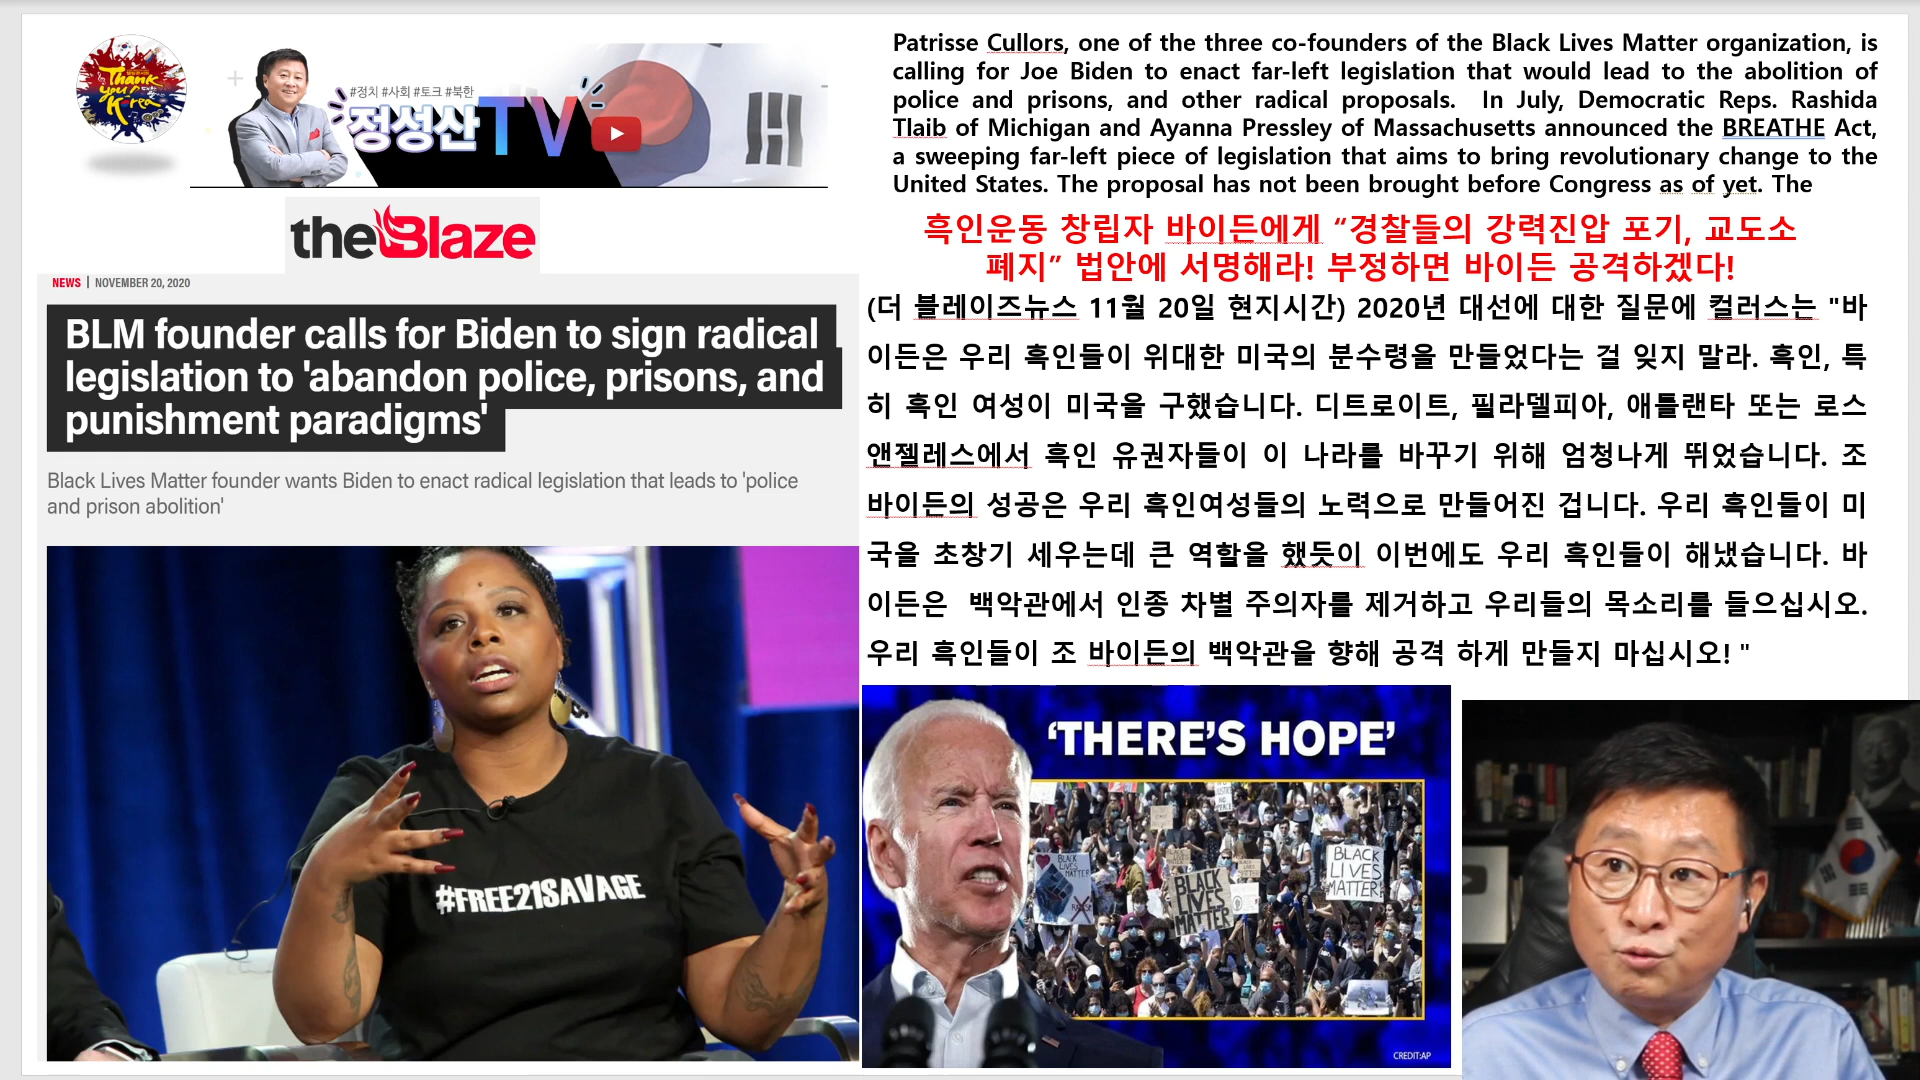 Thank
you
Korea
#정치 #사회 #토크 #북한
정성산TV
theBlaze
NEWS | NOVEMBER 20, 2020
BLM founder calls for Biden to sign radical
legislation to 'abandon police, prisons, and
punishment paradigms'
Black Lives Matter founder wants Biden to enact radical legislation that leads to 'police
and prison abolition'
#FREE21SAVAGE
Patrisse Cullors, one of the three co-founders of the Black Lives Matter organization, is
calling for Joe Biden to enact far-left legislation that would lead to the abolition of
police and prisons, and other radical proposals. In July, Democratic Reps. Rashida
Tlaib of Michigan and Ayanna Pressley of Massachusetts announced the BREATHE Act,
a sweeping far-left piece of legislation that aims to bring revolutionary change to the
United States. The proposal has not been brought before Congress as of yet. The
흑인운동 창립자 바이든에게 “경찰들의 강력진압 포기, 교도소
폐지” 법안에 서명해라! 부정하면 바이든 공격하겠다!
(더 블레이즈뉴스 11월 20일 현지시간) 2020년 대선에 대한 질문에 컬러스는 "바
이든은 우리 흑인들이 위대한 미국의 분수령을 만들었다는 걸 잊지 말라. 흑인, 특
히 흑인 여성이 미국을 구했습니다. 디트로이트, 필라델피아, 애틀랜타 또는 로스
앤젤레스에서 흑인 유권자들이 이 나라를 바꾸기 위해 엄청나게 뛰었습니다. 조
바이든의 성공은 우리 흑인여성들의 노력으로 만들어진 겁니다. 우리 흑인들이 미
국을 초창기 세우는데 큰 역할을 했듯이 이번에도 우리 흑인들이 해냈습니다. 바
이든은 백악관에서 인종 차별 주의자를 제거하고 우리들의 목소리를 들으십시오.
우리 흑인들이 조 바이든의 백악관을 향해 공격 하게 만들지 마십시오! "
‘THERE’S HOPE’
BLACK
LIVES
MATTER
BLACK
LIVES
MATTER
BLACK
LIVES
MATTER
CREDIT:AP